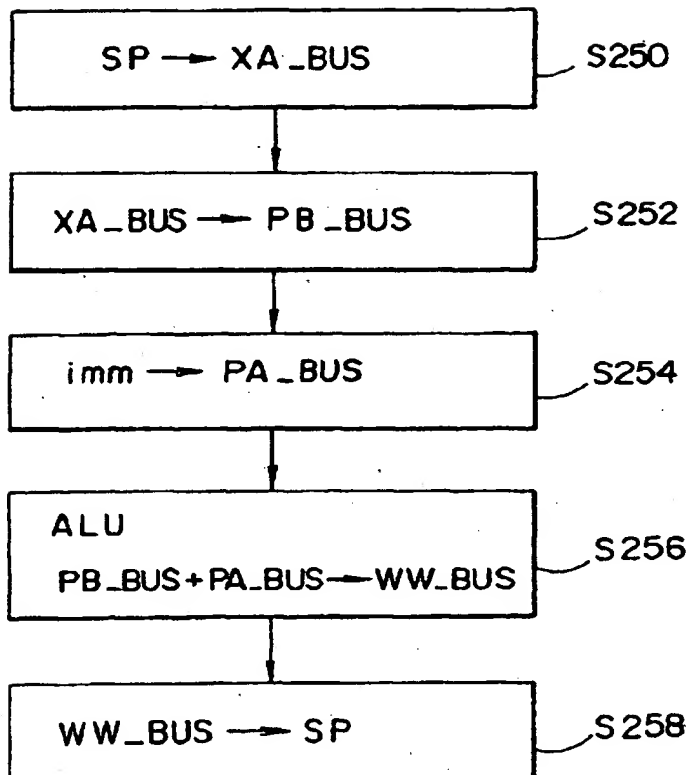 SP → XA_BUS
S250
XA_BUS → PB_BUS
S252
imm → PA_BUS
S254
ALU
PB_BUS+PA_BUS→WW_BUS
S256
WW_BUS → SP
S258